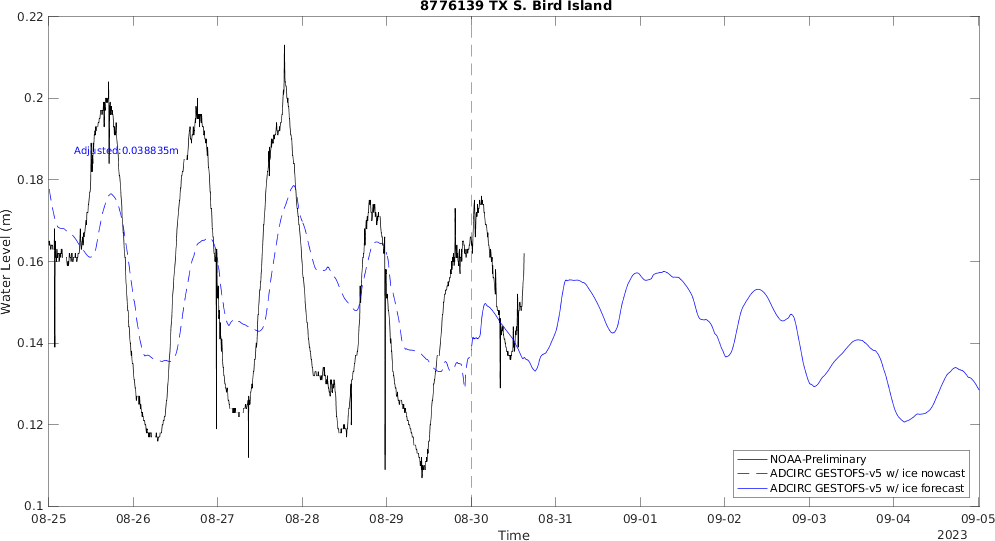 8776139 TX S. Bird Island
Water Level (m)
0.22
0.2
0.18
0.16
0.14
0.12
0.1
Adjusted:0.038835m
NOAA-Preliminary
ADCIRC GESTOFS-v5 w/ ice nowcast
ADCIRC GESTOFS-v5 w/ ice forecast
08-25 08-26 08-27 08-28 08-29 08-30 08-31 09-01 09-02 09-03 09-04 09-05
Time
2023